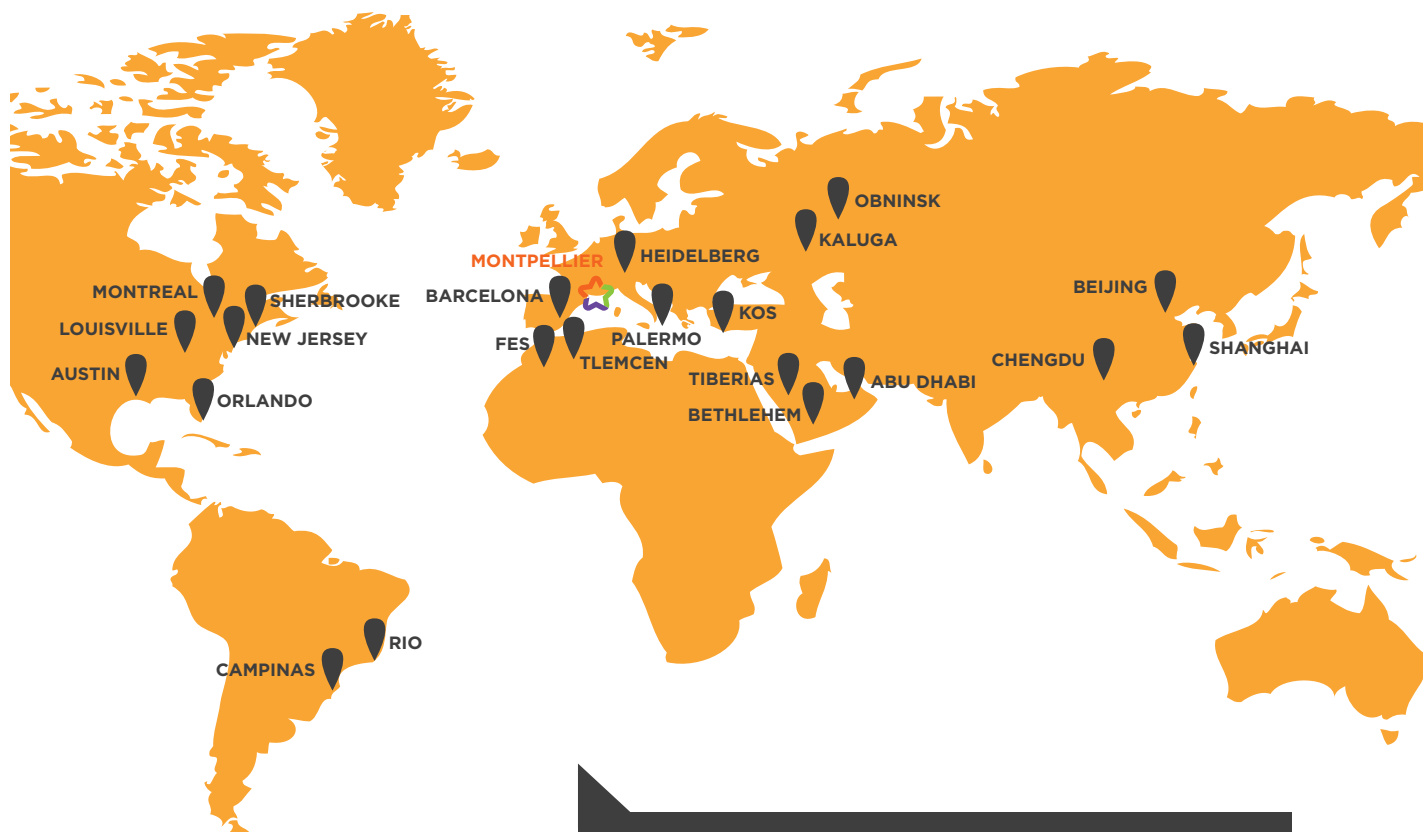 OBNINSK
KALUGA
HEIDELBERG
MONTPELLIER
BEIJING
MONTREAL
BARCELONA
SHERBROOKE
KOS
LOUISVILLE
NEW JERSEY
FES
PALERMO
SHANGHAI
CHENGDU
TLEMCEN
AUSTIN
TIBERIAS
ABU DHABI
ORLANDO
BETHLEHEM
RIO
CAMPINAS